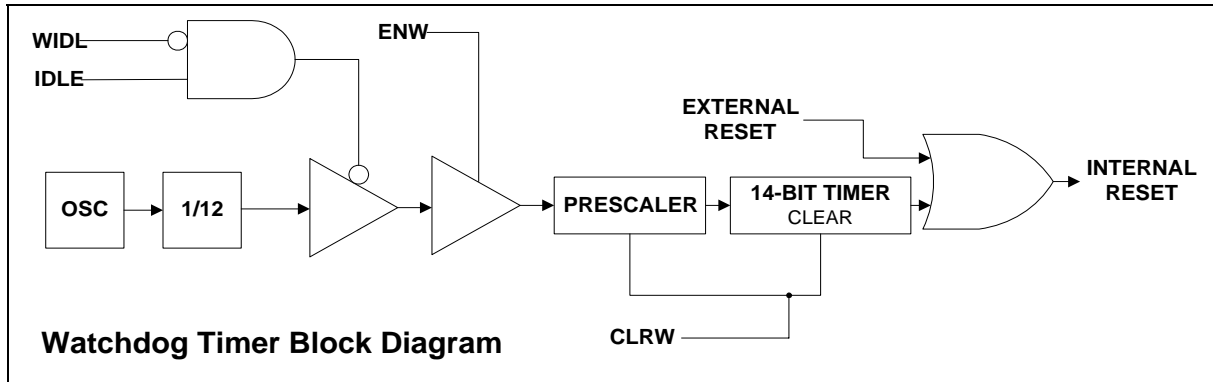 WIDL
IDLE
ENW
EXTERNAL
RESET
INTERNAL
RESET
OSC
1/12
PRESCALER
14-BIT TIMER
CLEAR
CLRW
Watchdog Timer Block Diagram